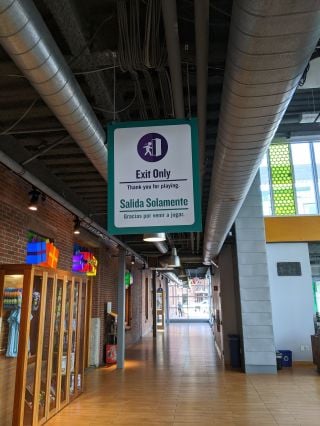 Exit Only
Thank you for playing.
Salida Solamente
Gracias por venir a jugar.